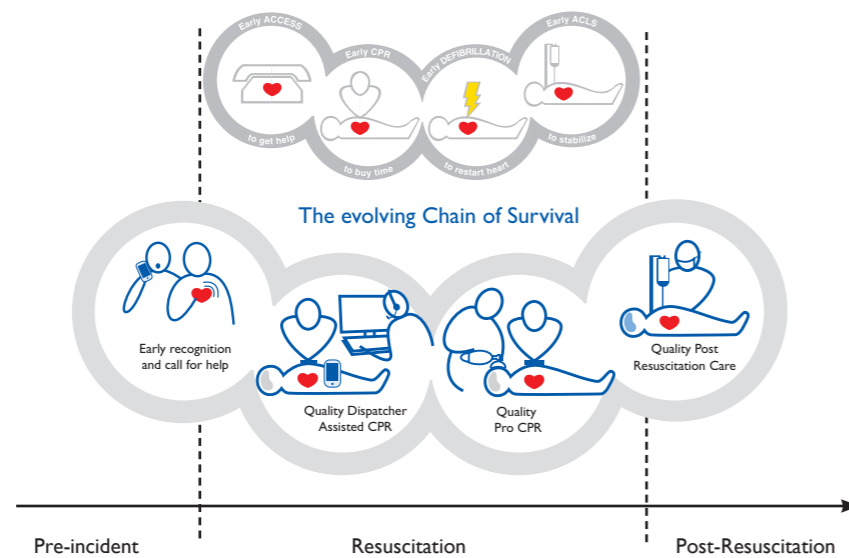 Early ACCESS
to get help
Early CPR
to buy time
Early DEFIBRILLATION
to restart heart
Early ACLS
to stabilize
The evolving Chain of Survival
Early recognition
and call for help
Quality Dispatcher
Assisted CPR
Quality
Pro CPR
Quality Post
Resuscitation Care
Pre-incident
Resuscitation
Post-Resuscitation